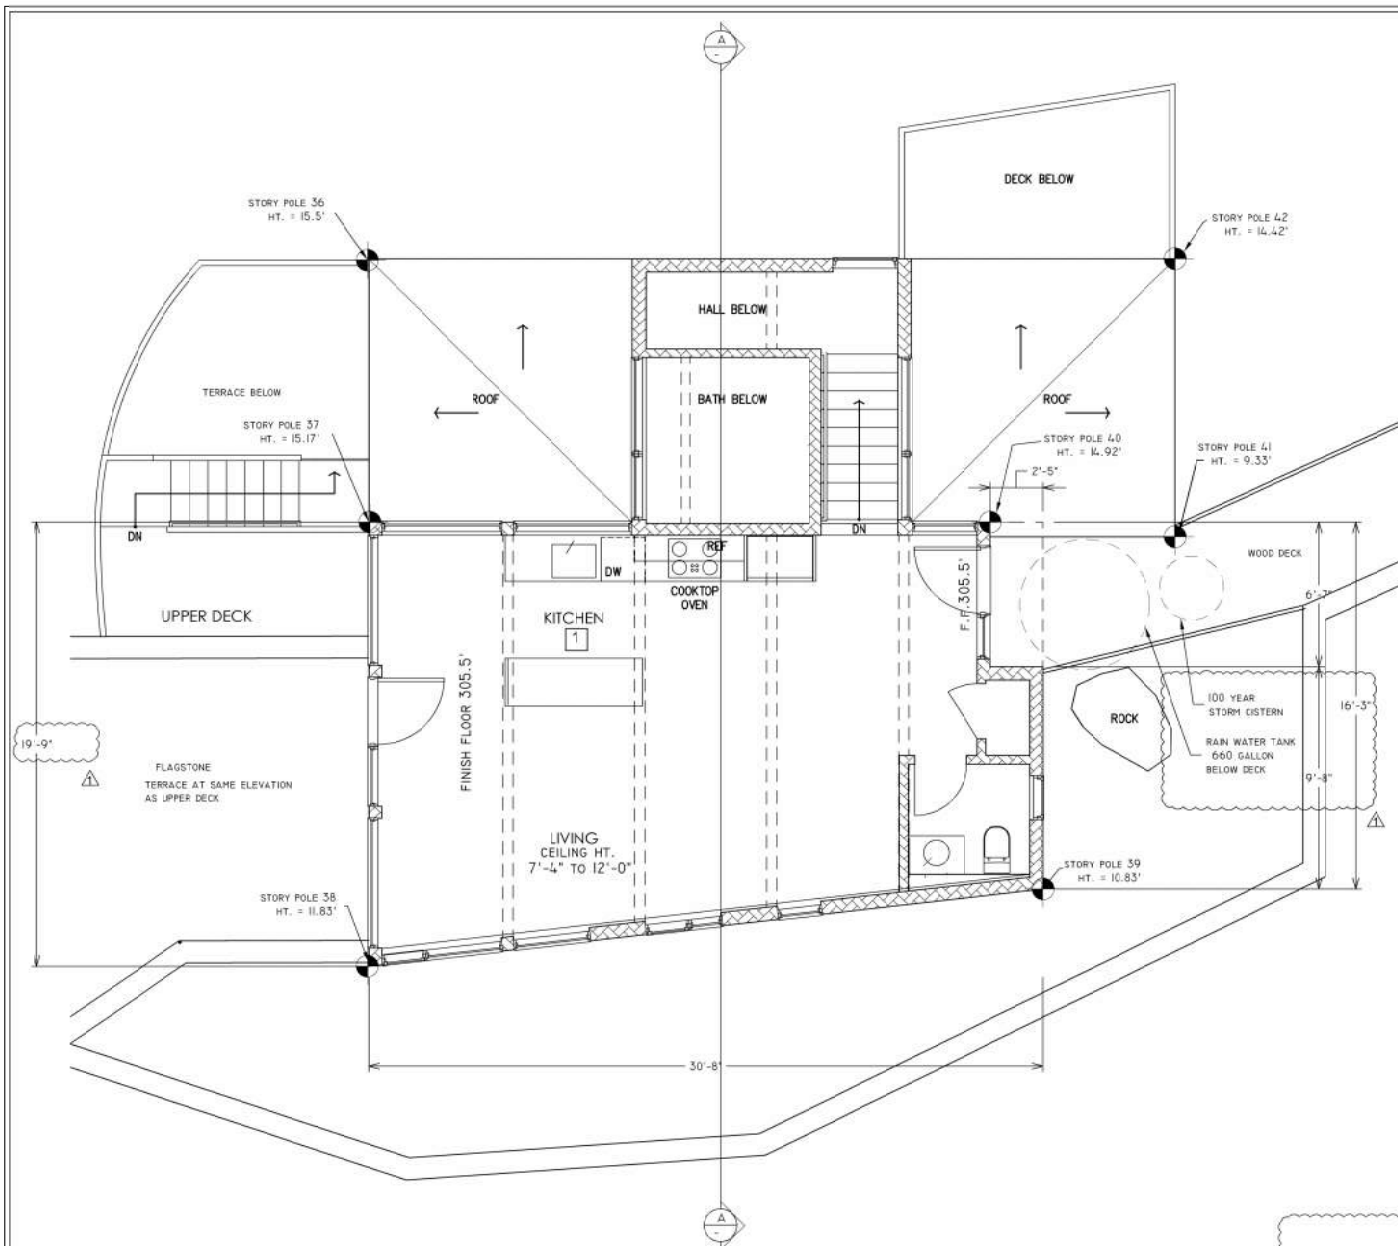 A
-
DECK BELOW
STORY POLE 36
HT. = 15.5'
STORY POLE 42
HT. = 14.42'
HALL BELOW
TERRACE BELOW
ROOF
BATH BELOW
ROOF
STORY POLE 37
HT. = 15.17'
STORY POLE 40
HT. = 14.92'
STORY POLE 41
HT. = 9.33'
2'-5"
DN
DN
REF
WOOD DECK
DW
COOKTOP
OVEN
F.F.305.5'
6'-7"
UPPER DECK
KITCHEN
1
FINISH FLOOR 305.5'
100 YEAR
STORM CISTERN
16'-3"
ROCK
19'-9"
1
RAIN WATER TANK
660 GALLON
BELOW DECK
9'-8"
FLAGSTONE
TERRACE AT SAME ELEVATION
AS UPPER DECK
1
LIVING
CEILING HT.
7'-4" TO 12'-0"
STORY POLE 39
HT. = 10.83'
STORY POLE 38
HT. = 11.83'
30'-8"
A
-